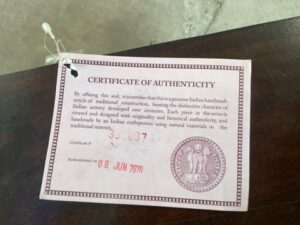 CERTIFICATE OF AUTHENTICITY
By affixing this seal, it is certified that this is a genuine Indian handmade
article of traditional construction, bearing the distinctive character of
Indian artistry developed over centuries. Each piece in the series is
created and designed with originality and historical authenticity, and
handmade by an Indian craftsperson using natural materials in the
traditional manner.
Certificate #
Authenticated on 08 JUN 2020